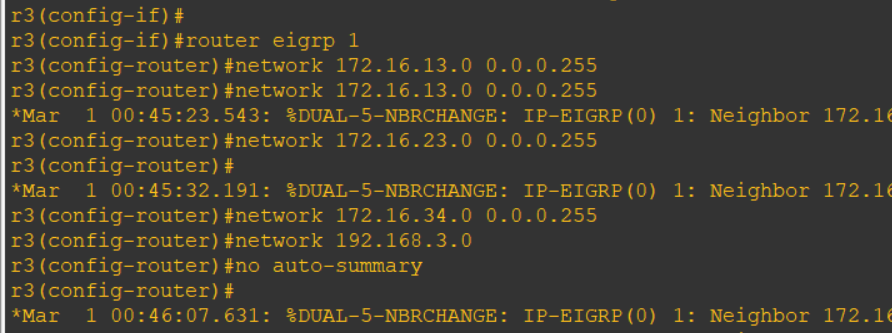 r3(config-if)#
r3(config-if)#router eigrp 1
r3(config-router)#network 172.16.13.0 0.0.0.255
r3(config-router)#network 172.16.13.0 0.0.0.255
*Mar  1 00:45:23.543: %DUAL-5-NBRCHANGE: IP-EIGRP(0) 1: Neighbor 172.16
r3(config-router)#network 172.16.23.0 0.0.0.255
r3(config-router)#
*Mar  1 00:45:32.191: %DUAL-5-NBRCHANGE: IP-EIGRP(0) 1: Neighbor 172.16
r3(config-router)#network 172.16.34.0 0.0.0.255
r3(config-router)#network 192.168.3.0
r3(config-router)#no auto-summary
r3(config-router)#
*Mar  1 00:46:07.631: %DUAL-5-NBRCHANGE: IP-EIGRP(0) 1: Neighbor 172.16